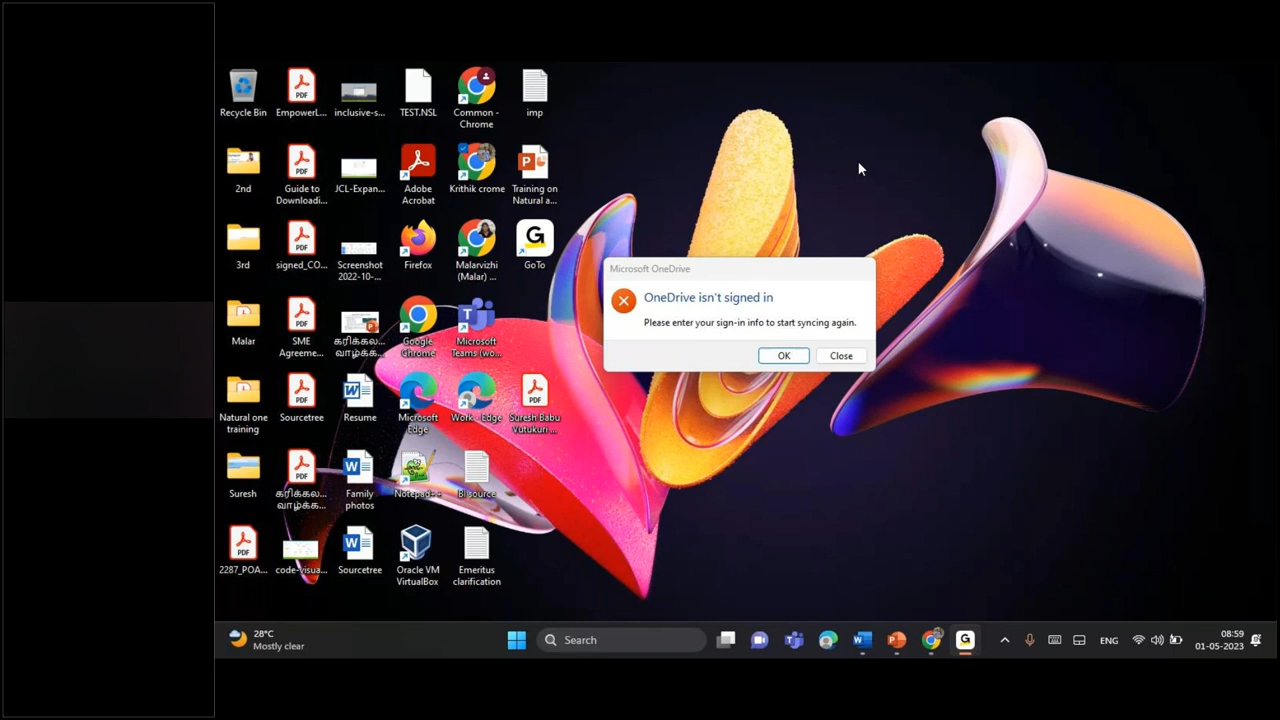 Recycle Bin
EmpowerL...
inclusive-s...
TEST.NSL
Common -
Chrome
imp
2nd
Guide to
Downloadi...
JCL-Expan...
Adobe
Acrobat
Krithik crome
Training on
Natural a...
3rd
signed_CO...
Screenshot
2022-10-...
Firefox
Malarvizhi
(Malar) ...
GoTo
Malar
SME
Agreeme...
கரிக்கல...
வாழ்க்க...
Google
Chrome
Microsoft
Teams (wo...
Natural one
training
Sourcetree
Resume
Microsoft
Edge
Work - Edge
Suresh Babu
Vutukuri ...
Suresh
கரிக்கல...
வாழ்க்க...
Family
photos
Notepad++
BI source
2287_POA...
code-visua...
Sourcetree
Oracle VM
VirtualBox
Emeritus
clarification
Microsoft OneDrive
OneDrive isn't signed in
Please enter your sign-in info to start syncing again.
OK
Close
28°C
Mostly clear
Search
ENG
08:59
01-05-2023